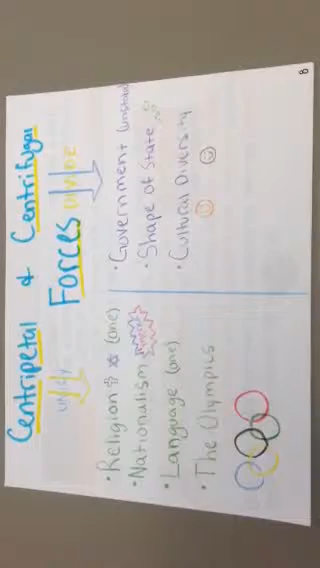 Centripetal & Centrifugal
Forces
UNIFY
DIVIDE
• Religion (one)
• Nationalism
• Language (one)
• The Olympics
• Government (unstable)
• Shape of State
• Cultural Diversity
8